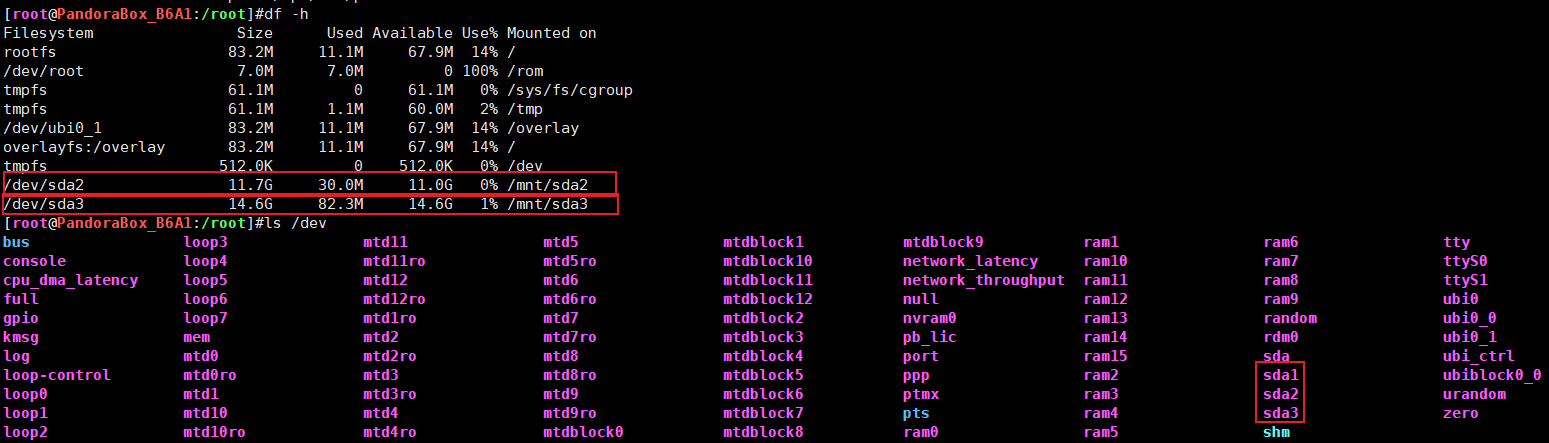 [root@PandoraBox_B6A1:/root]#df -h
Filesystem                Size      Used Available Use% Mounted on
rootfs                   83.2M     11.1M     67.9M  14% /
/dev/root                 7.0M      7.0M         0 100% /rom
tmpfs                    61.1M         0     61.1M   0% /sys/fs/cgroup
tmpfs                    61.1M      1.1M     60.0M   2% /tmp
/dev/ubi0_1              83.2M     11.1M     67.9M  14% /overlay
overlayfs:/overlay       83.2M     11.1M     67.9M  14% /
tmpfs                   512.0K         0    512.0K   0% /dev
/dev/sda2                11.7G     30.0M     11.0G   0% /mnt/sda2
/dev/sda3                14.6G     82.3M     14.6G   1% /mnt/sda3
[root@PandoraBox_B6A1:/root]#ls /dev
bus loop3 mtd11 mtd5 mtdblock1 mtdblock9 ram1 ram6 tty
console loop4 mtd11ro mtd5ro mtdblock10 network_latency ram10 ram7 ttyS0
cpu_dma_latency loop5 mtd12 mtd6 mtdblock11 network_throughput ram11 ram8 ttyS1
full loop6 mtd12ro mtd6ro mtdblock12 null ram12 ram9 ubi0
gpio loop7 mtd1ro mtd7 mtdblock2 nvram0 ram13 random ubi0_0
kmsg mem mtd2 mtd7ro mtdblock3 pb_lic ram14 rdm0 ubi0_1
log mtd0 mtd2ro mtd8 mtdblock4 port ram15 sda ubi_ctrl
loop-control mtd0ro mtd3 mtd8ro mtdblock5 ppp ram2 sda1 ubiblock0_0
loop0 mtd1 mtd3ro mtd9 mtdblock6 ptmx ram3 sda2 urandom
loop1 mtd10 mtd4 mtd9ro mtdblock7 pts ram4 sda3 zero
loop2 mtd10ro mtd4ro mtdblock0 mtdblock8 ram0 ram5 shm